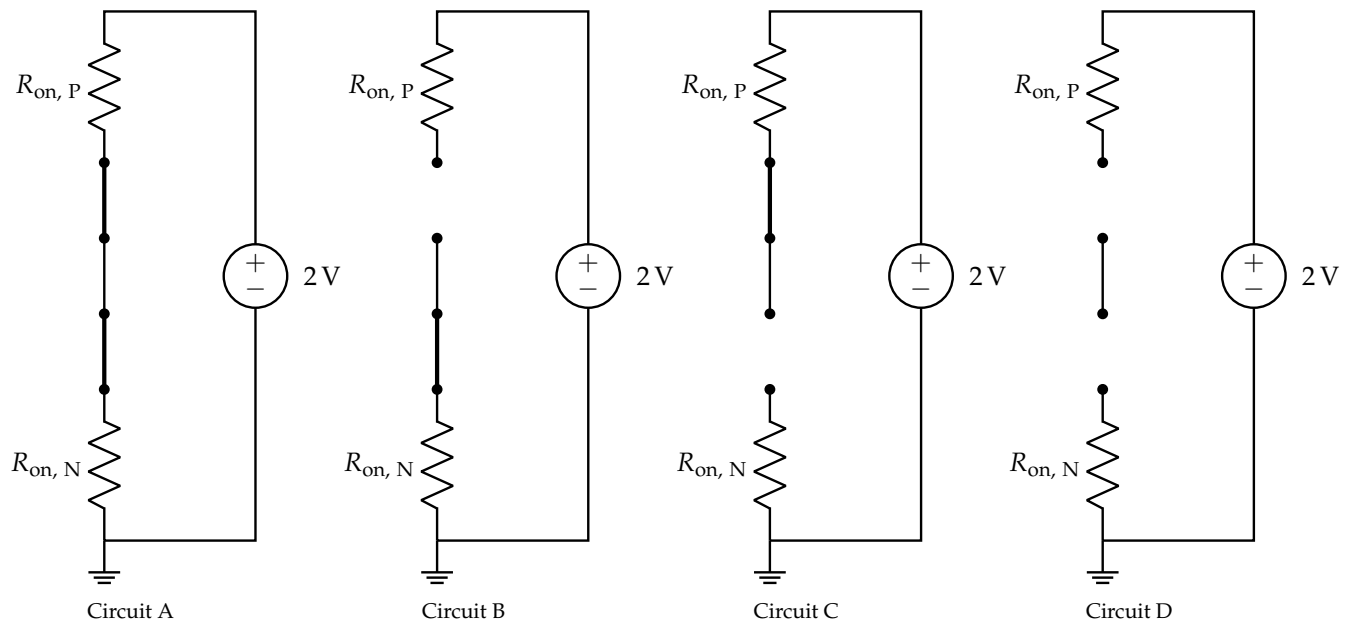 R_on, P R_on, P R_on, P R_on, P
+ + + +
− 2 V − 2 V − 2 V − 2 V
R_on, N R_on, N R_on, N R_on, N
Circuit A Circuit B Circuit C Circuit D